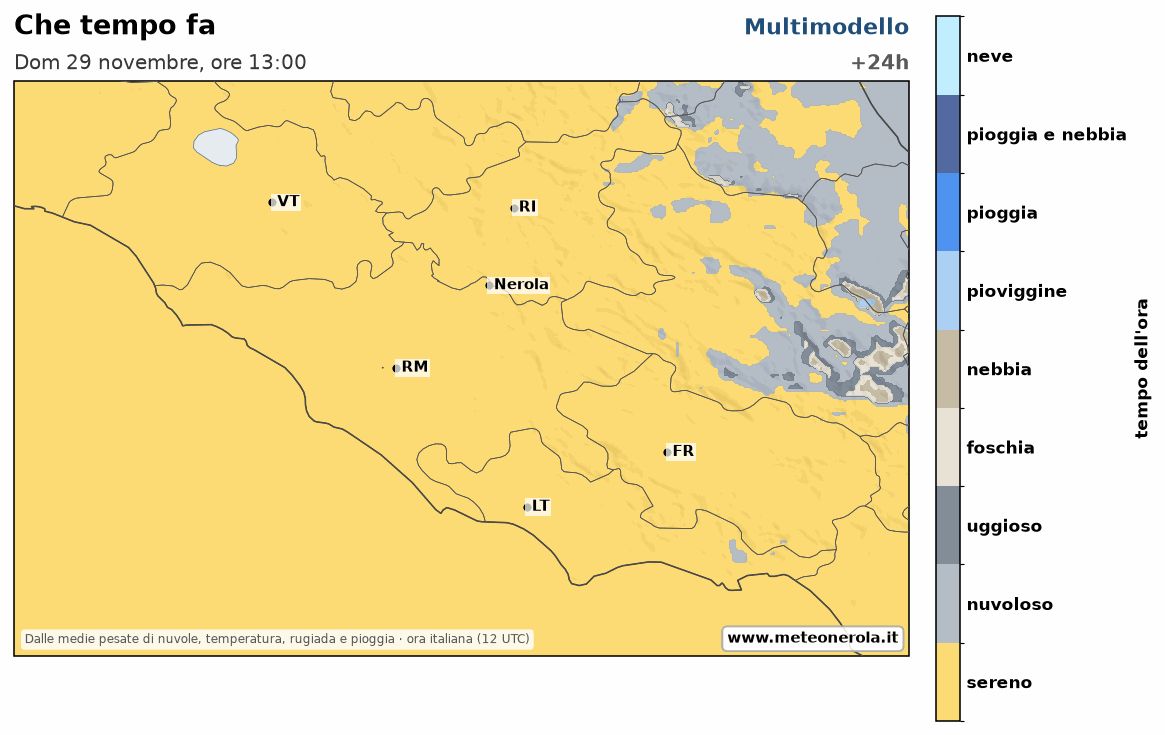 Che tempo fa
Multimodello
Dom 29 novembre, ore 13:00
+24h
VT
RI
Nerola
RM
FR
LT
Dalle medie pesate di nuvole, temperatura, rugiada e pioggia · ora italiana (12 UTC)
www.meteonerola.it
neve
pioggia e nebbia
pioggia
pioviggine
nebbia
foschia
uggioso
nuvoloso
sereno
tempo dell'ora